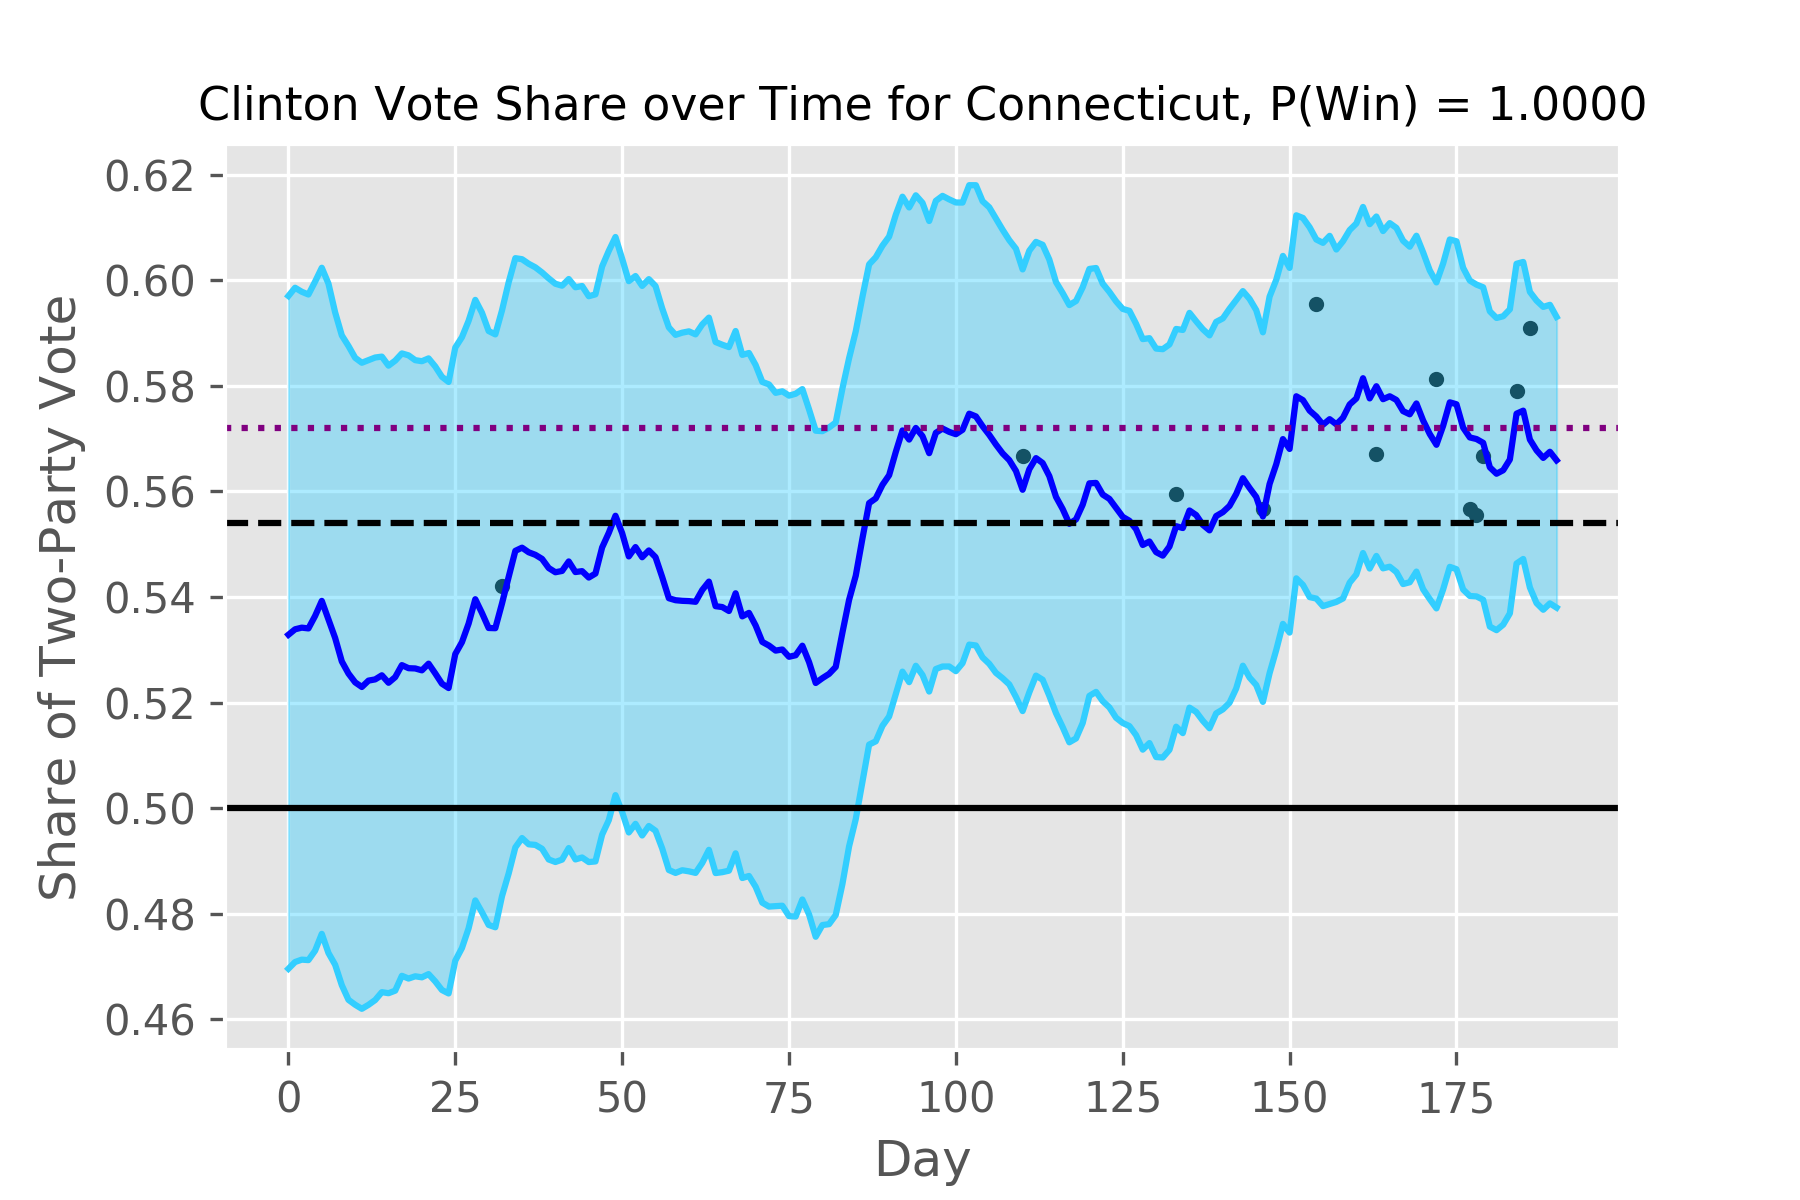 Clinton Vote Share over Time for Connecticut, P(Win) = 1.0000
Share of Two-Party Vote
0.62
0.60
0.58
0.56
0.54
0.52
0.50
0.48
0.46
0 25 50 75 100 125 150 175
Day